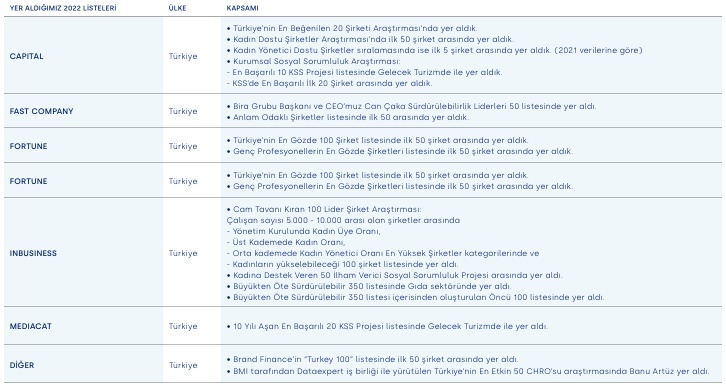 YER ALDIĞIMIZ 2022 LİSTELERİ ÜLKE KAPSAMI
• Türkiye'nin En Beğenilen 20 Şirketi Araştırması'nda yer aldık.
• Kadın Dostu Şirketler Araştırması'nda ilk 50 şirket arasında yer aldık.
• Kadın Yönetici Dostu Şirketler sıralamasında ise ilk 5 şirket arasında yer aldık. (2021 verilerine göre)
CAPITAL Türkiye • Kurumsal Sosyal Sorumluluk Araştırması:
- En Başarılı 10 KSS Projesi listesinde Gelecek Turizmde ile yer aldık.
- KSS'de En Başarılı İlk 20 Şirket arasında yer aldık.
FAST COMPANY Türkiye • Bira Grubu Başkanı ve CEO'muz Can Çaka Sürdürülebilirlik Liderleri 50 listesinde yer aldı.
• Anlam Odaklı Şirketler listesinde ilk 50 şirket arasında yer aldı.
FORTUNE Türkiye • Türkiye'nin En Gözde 100 Şirket listesinde ilk 50 şirket arasında yer aldık.
• Genç Profesyonellerin En Gözde Şirketleri listesinde ilk 50 şirket arasında yer aldık.
FORTUNE Türkiye • Türkiye'nin En Gözde 100 Şirket listesinde ilk 50 şirket arasında yer aldık.
• Genç Profesyonellerin En Gözde Şirketleri listesinde ilk 50 şirket arasında yer aldık.
• Cam Tavanı Kıran 100 Lider Şirket Araştırması:
Çalışan sayısı 5.000 - 10.000 arası olan şirketler arasında
- Yönetim Kurulunda Kadın Üye Oranı,
- Üst Kademede Kadın Oranı,
INBUSINESS Türkiye - Orta kademede Kadın Yönetici Oranı En Yüksek Şirketler kategorilerinde ve
- Kadınların yükselebileceği 100 şirket listesinde yer aldı.
• Kadına Destek Veren 50 İlham Verici Sosyal Sorumluluk Projesi arasında yer aldı.
• Büyükten Öte Sürdürülebilir 350 listesinde Gıda sektöründe yer aldı.
• Büyükten Öte Sürdürülebilir 350 listesi içerisinden oluşturulan Öncü 100 listesinde yer aldı.
MEDIACAT Türkiye • 10 Yılı Aşan En Başarılı 20 KSS Projesi listesinde Gelecek Turizmde ile yer aldı.
DİĞER Türkiye • Brand Finance'in "Turkey 100" listesinde ilk 50 şirket arasında yer aldı.
• BMI tarafından Dataexpert iş birliği ile yürütülen Türkiye'nin En Etkin 50 CHRO'su araştırmasında Banu Artüz yer aldı.